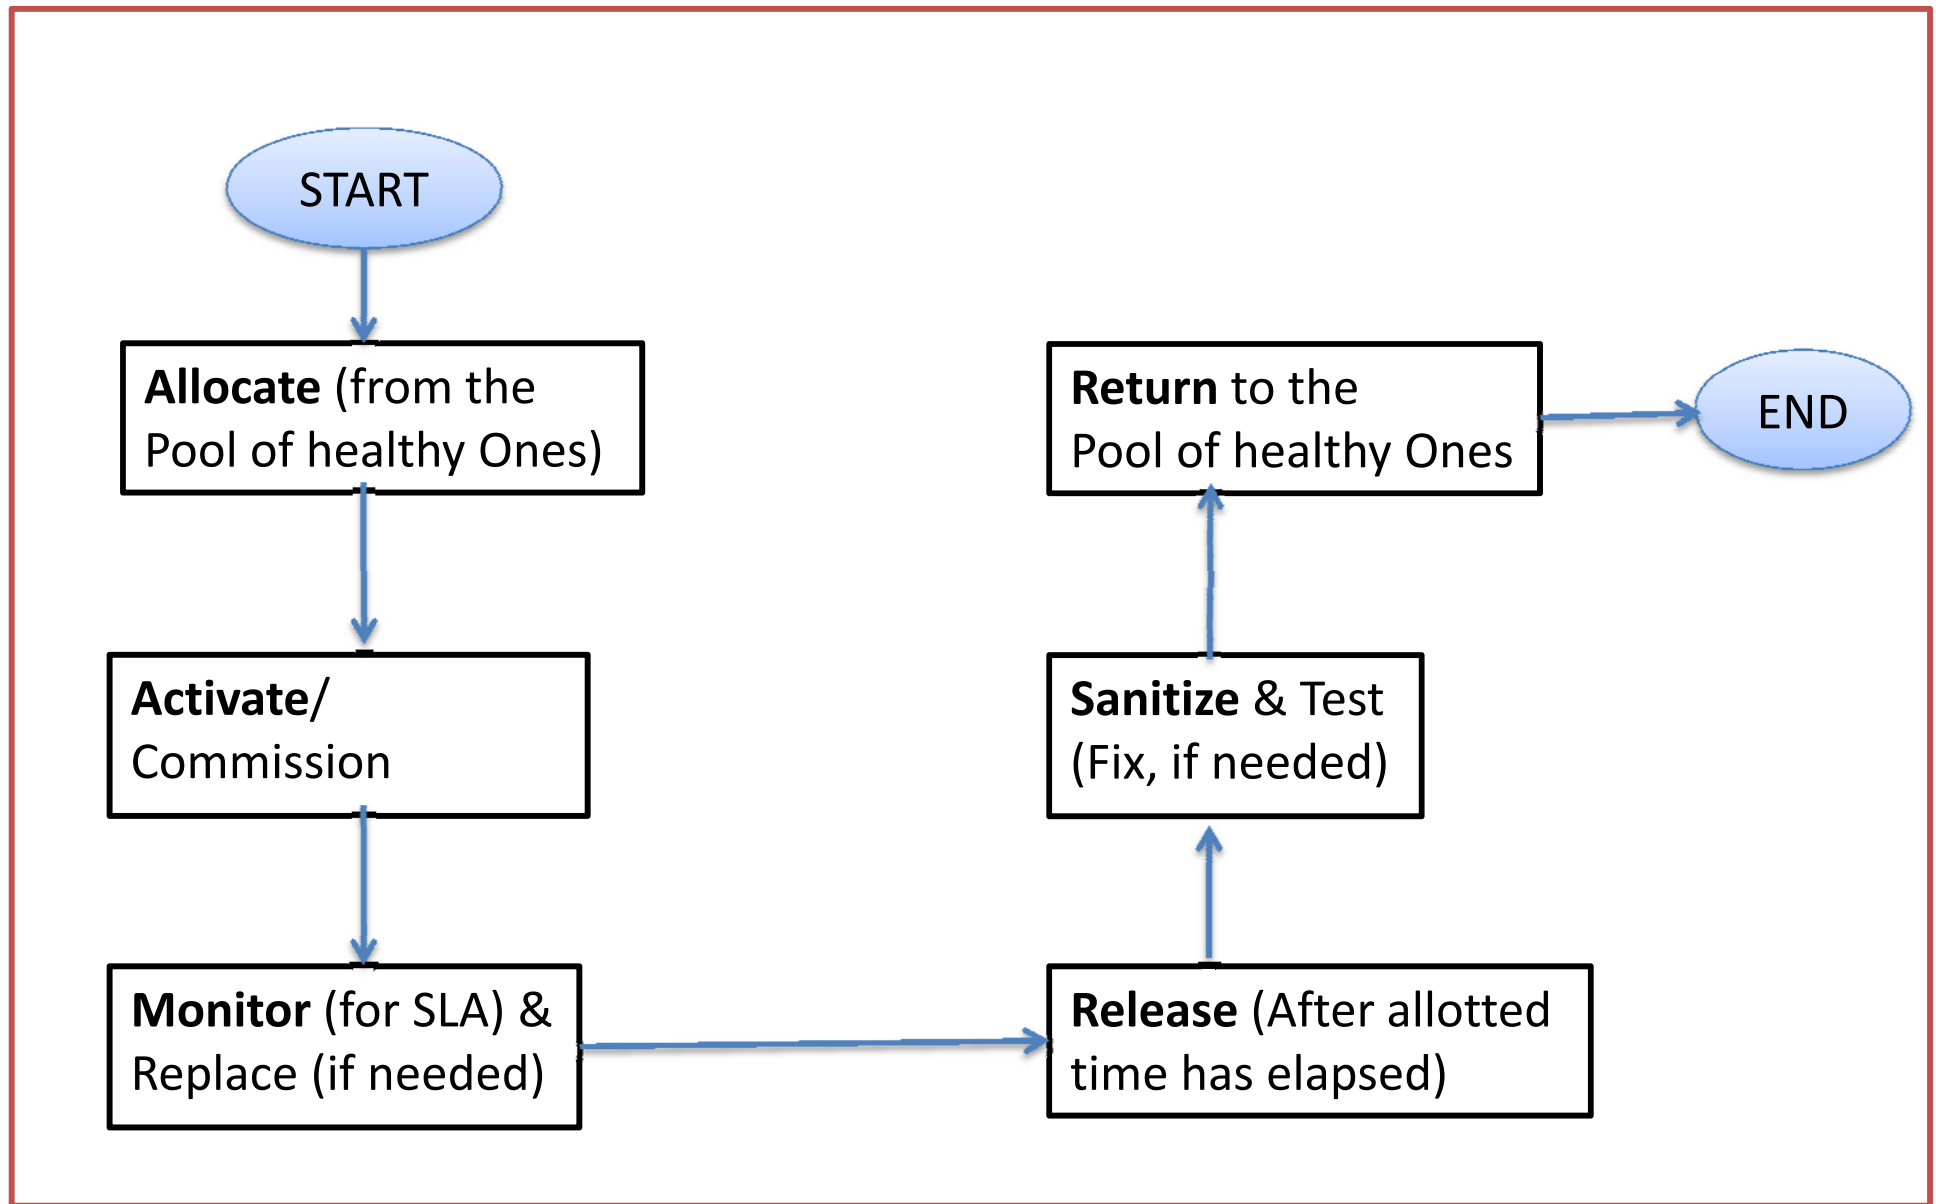 START
Allocate (from the
Pool of healthy Ones)
Activate/
Commission
Monitor (for SLA) &
Replace (if needed)
Release (After allotted
time has elapsed)
Sanitize & Test
(Fix, if needed)
Return to the
Pool of healthy Ones
END